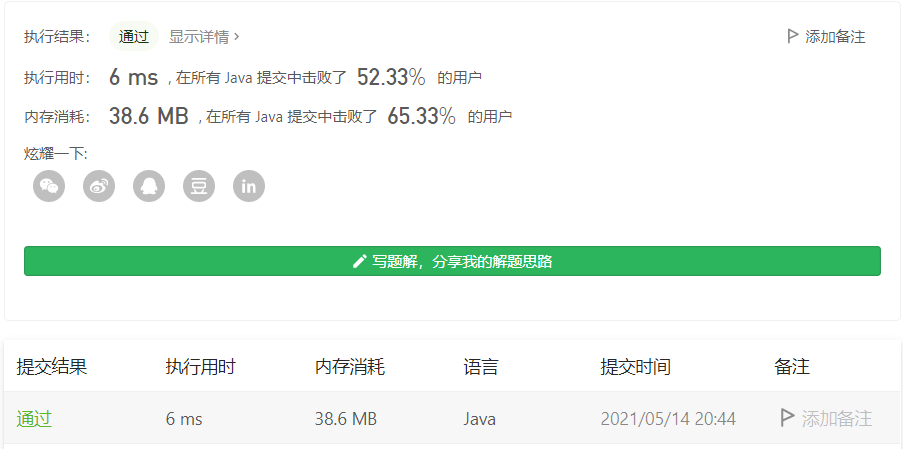 执行结果： 通过 显示详情 › 添加备注
执行用时： 6 ms , 在所有 Java 提交中击败了 52.33% 的用户
内存消耗： 38.6 MB , 在所有 Java 提交中击败了 65.33% 的用户
炫耀一下:
豆 in
写题解，分享我的解题思路
提交结果 执行用时 内存消耗 语言 提交时间 备注
通过 6 ms 38.6 MB Java 2021/05/14 20:44 添加备注